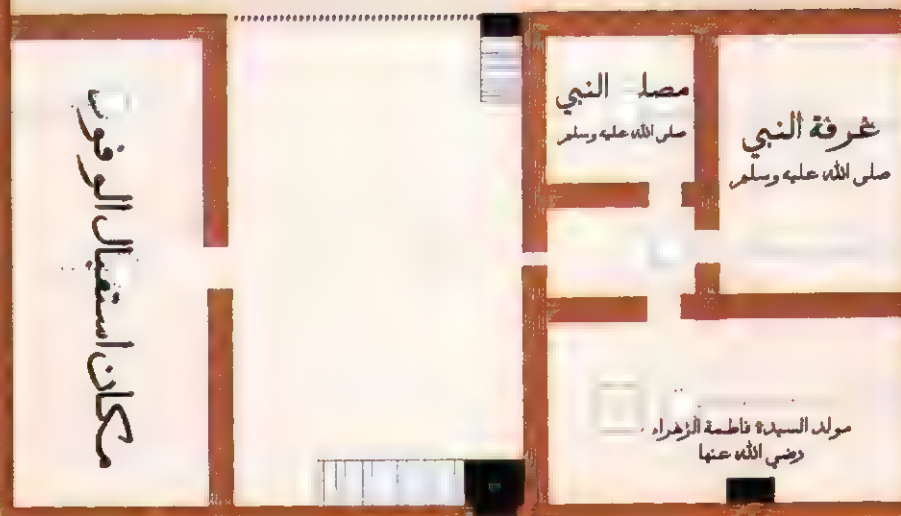 مصلى النبي
صلى الله عليه وسلم
غرفة النبي
صلى الله عليه وسلم
مكان استقبال الوفود
مولد السيدة فاطمة الزهراء
رضي الله عنها